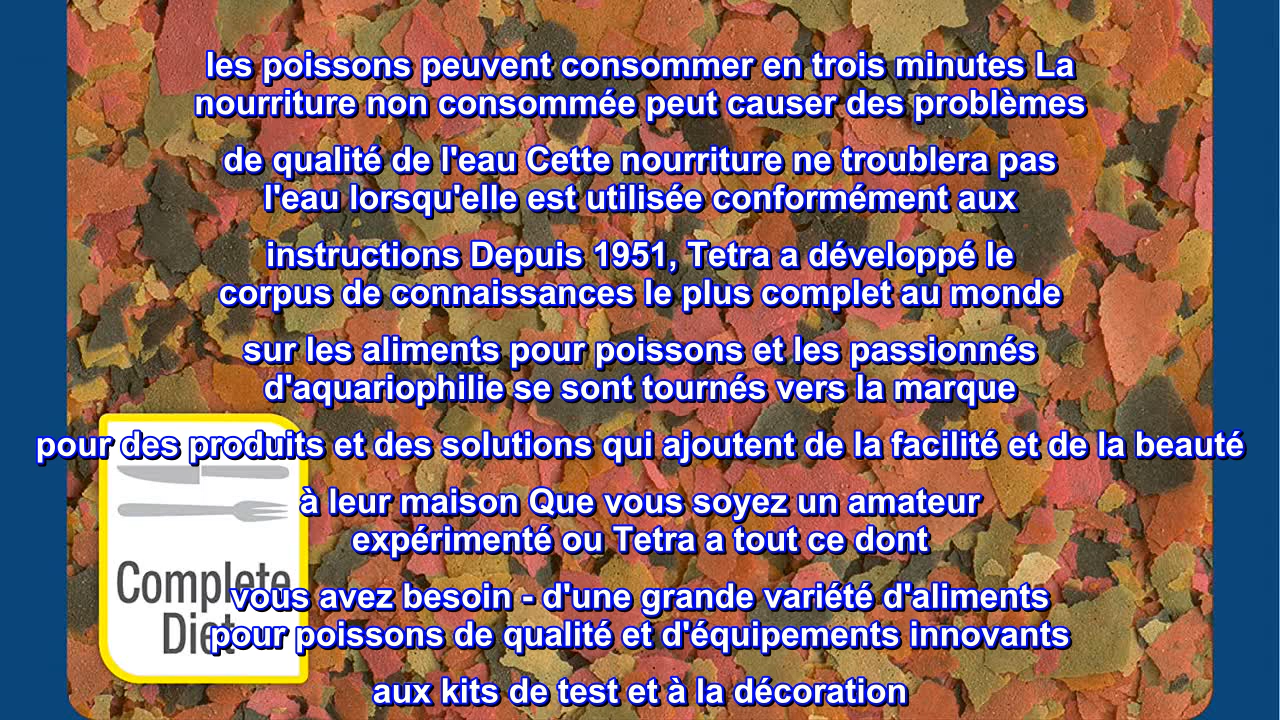 les poissons peuvent consommer en trois minutes La
nourriture non consommée peut causer des problèmes
de qualité de l'eau Cette nourriture ne troublera pas
l'eau lorsqu'elle est utilisée conformément aux
instructions Depuis 1951, Tetra a développé le
corpus de connaissances le plus complet au monde
sur les aliments pour poissons et les passionnés
d'aquariophilie se sont tournés vers la marque
pour des produits et des solutions qui ajoutent de la facilité et de la beauté
à leur maison Que vous soyez un amateur
expérimenté ou Tetra a tout ce dont
vous avez besoin - d'une grande variété d'aliments
pour poissons de qualité et d'équipements innovants
aux kits de test et à la décoration
Complete
Diet